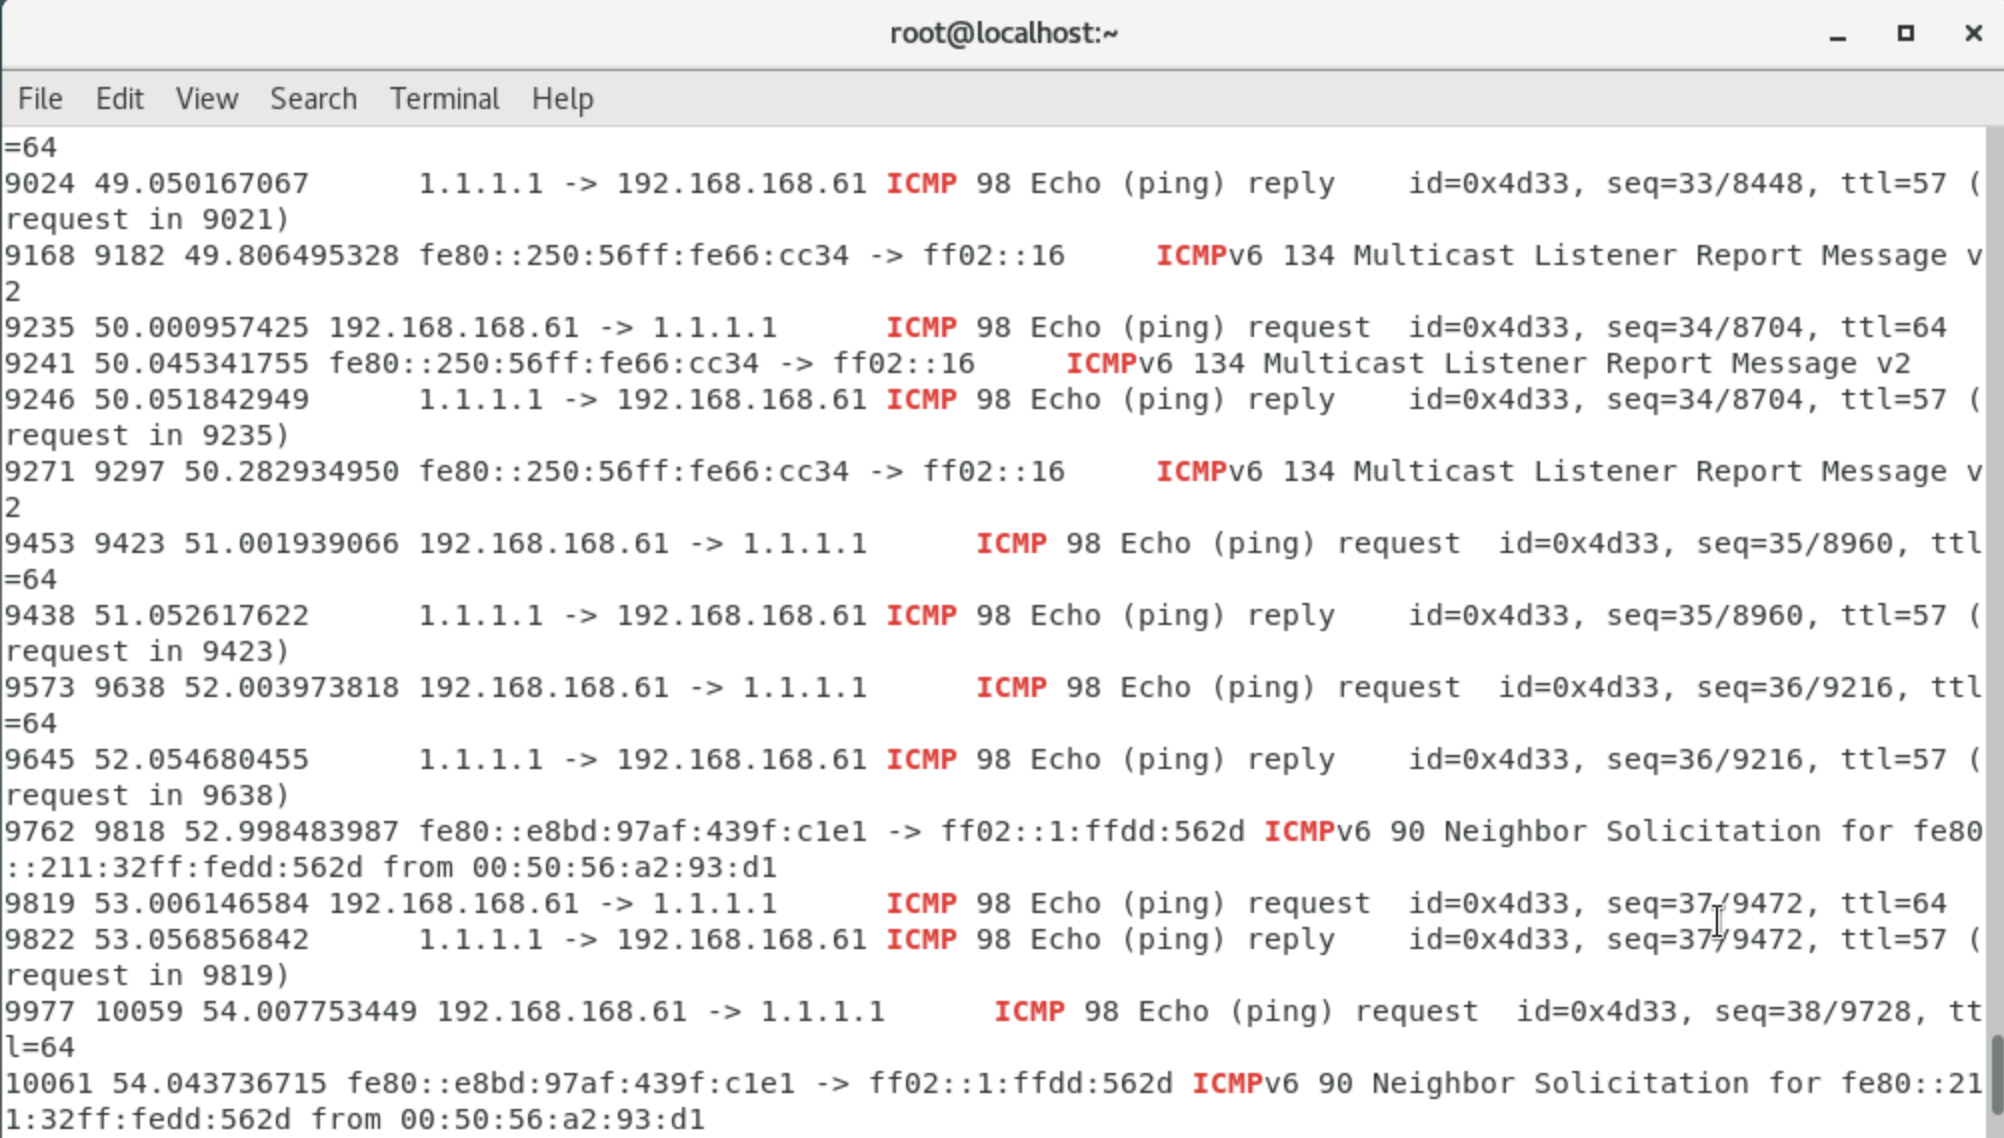 root@localhost:~
File Edit View Search Terminal Help
=64
9024 49.050167067      1.1.1.1 -> 192.168.168.61 ICMP 98 Echo (ping) reply    id=0x4d33, seq=33/8448, ttl=57 (
request in 9021)
9168 9182 49.806495328 fe80::250:56ff:fe66:cc34 -> ff02::16     ICMPv6 134 Multicast Listener Report Message v
2
9235 50.000957425 192.168.168.61 -> 1.1.1.1      ICMP 98 Echo (ping) request  id=0x4d33, seq=34/8704, ttl=64
9241 50.045341755 fe80::250:56ff:fe66:cc34 -> ff02::16     ICMPv6 134 Multicast Listener Report Message v2
9246 50.051842949      1.1.1.1 -> 192.168.168.61 ICMP 98 Echo (ping) reply    id=0x4d33, seq=34/8704, ttl=57 (
request in 9235)
9271 9297 50.282934950 fe80::250:56ff:fe66:cc34 -> ff02::16     ICMPv6 134 Multicast Listener Report Message v
2
9453 9423 51.001939066 192.168.168.61 -> 1.1.1.1      ICMP 98 Echo (ping) request  id=0x4d33, seq=35/8960, ttl
=64
9438 51.052617622      1.1.1.1 -> 192.168.168.61 ICMP 98 Echo (ping) reply    id=0x4d33, seq=35/8960, ttl=57 (
request in 9423)
9573 9638 52.003973818 192.168.168.61 -> 1.1.1.1      ICMP 98 Echo (ping) request  id=0x4d33, seq=36/9216, ttl
=64
9645 52.054680455      1.1.1.1 -> 192.168.168.61 ICMP 98 Echo (ping) reply    id=0x4d33, seq=36/9216, ttl=57 (
request in 9638)
9762 9818 52.998483987 fe80::e8bd:97af:439f:c1e1 -> ff02::1:ffdd:562d ICMPv6 90 Neighbor Solicitation for fe80
::211:32ff:fedd:562d from 00:50:56:a2:93:d1
9819 53.006146584 192.168.168.61 -> 1.1.1.1      ICMP 98 Echo (ping) request  id=0x4d33, seq=37/9472, ttl=64
9822 53.056856842      1.1.1.1 -> 192.168.168.61 ICMP 98 Echo (ping) reply    id=0x4d33, seq=37/9472, ttl=57 (
request in 9819)
9977 10059 54.007753449 192.168.168.61 -> 1.1.1.1      ICMP 98 Echo (ping) request  id=0x4d33, seq=38/9728, tt
l=64
10061 54.043736715 fe80::e8bd:97af:439f:c1e1 -> ff02::1:ffdd:562d ICMPv6 90 Neighbor Solicitation for fe80::21
1:32ff:fedd:562d from 00:50:56:a2:93:d1